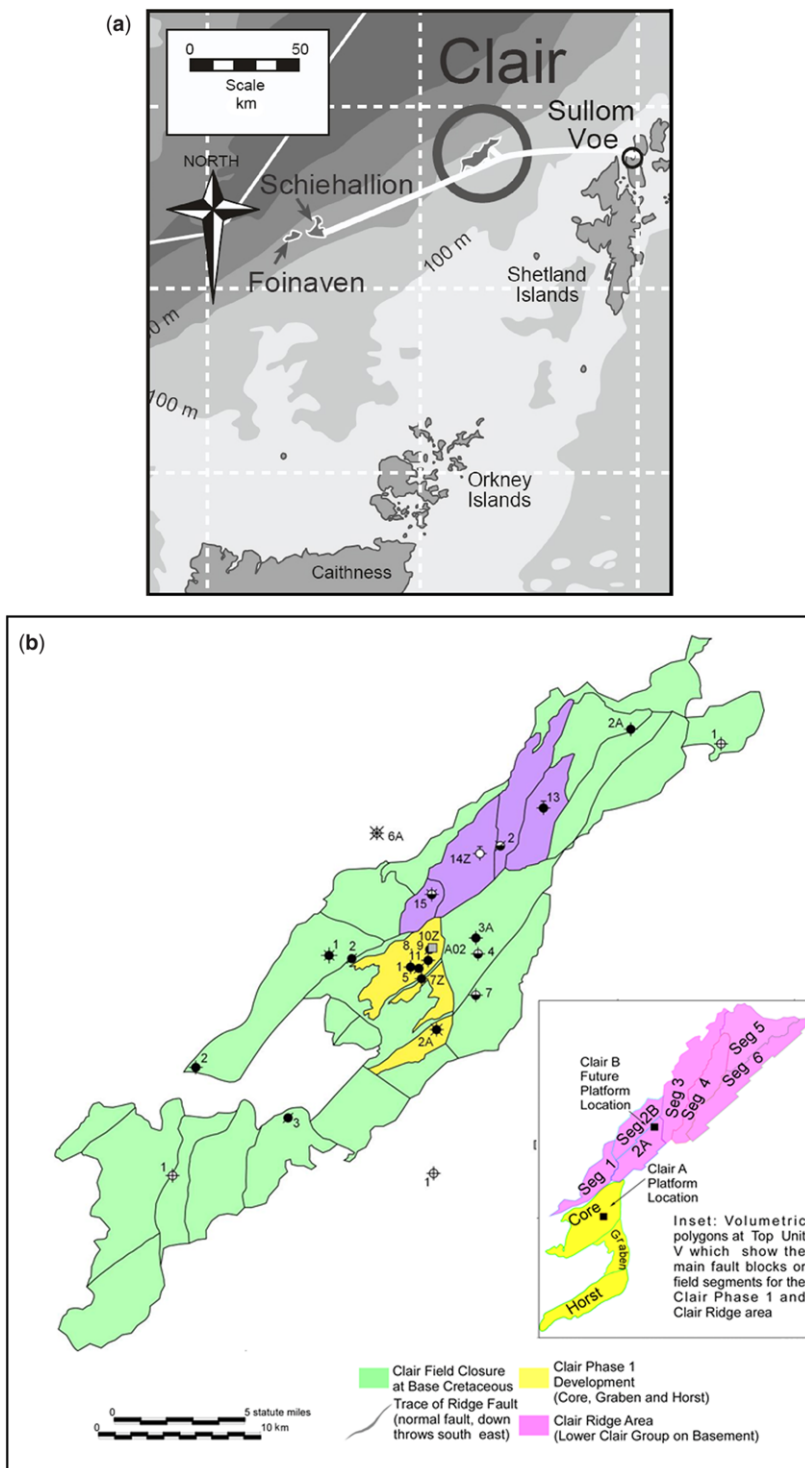 (a)
0 50
Scale
km
Clair
Sullom
Voe
NORTH
Schiehallion
Foinaven
100 m
Shetland
Islands
100 m
Orkney
Islands
Caithness
(b)
2A
1
13
2
14Z
6A
15
3A
10Z
8 9
A02
4
11
1
5
7Z
7
1
2
2A
2
3
1
1
Seg 5
Seg 6
Seg 3
Seg 4
Seg 2B
2A
Seg 1
Clair B
Future
Platform
Location
Clair A
Platform
Location
Core
Graben
Horst
Inset: Volumetric
polygons at Top Unit
V which show the
main fault blocks or
field segments for the
Clair Phase 1 and
Clair Ridge area
Clair Field Closure
at Base Cretaceous
Trace of Ridge Fault
(normal fault, down
throws south east)
Clair Phase 1
Development
(Core, Graben and Horst)
Clair Ridge Area
(Lower Clair Group on Basement)
0 5 statute miles
0 10 km